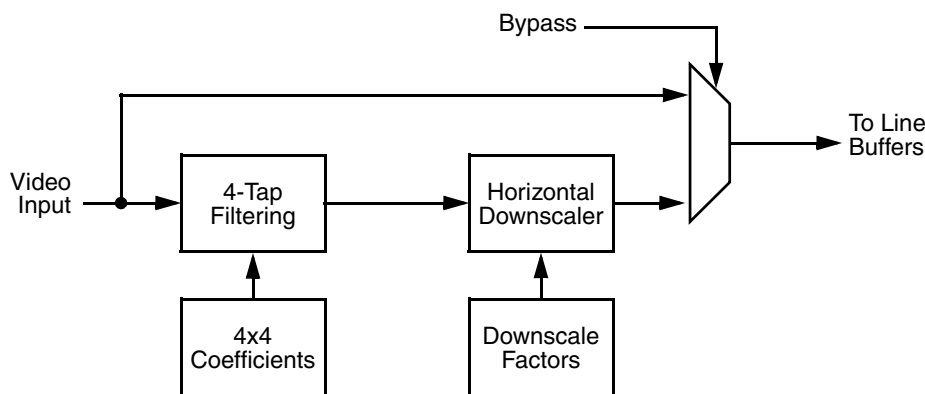 Bypass
To Line
Buffers
Video
Input
4-Tap
Filtering
Horizontal
Downscaler
4x4
Coefficients
Downscale
Factors